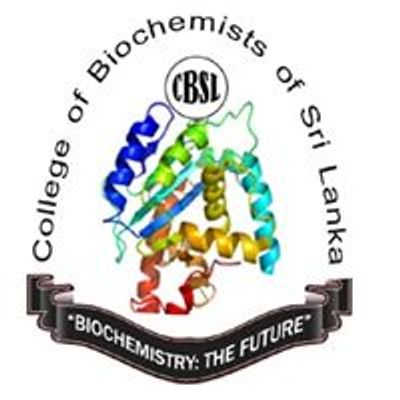 College of Biochemists of Sri Lanka
CBSL
"BIOCHEMISTRY: THE FUTURE"